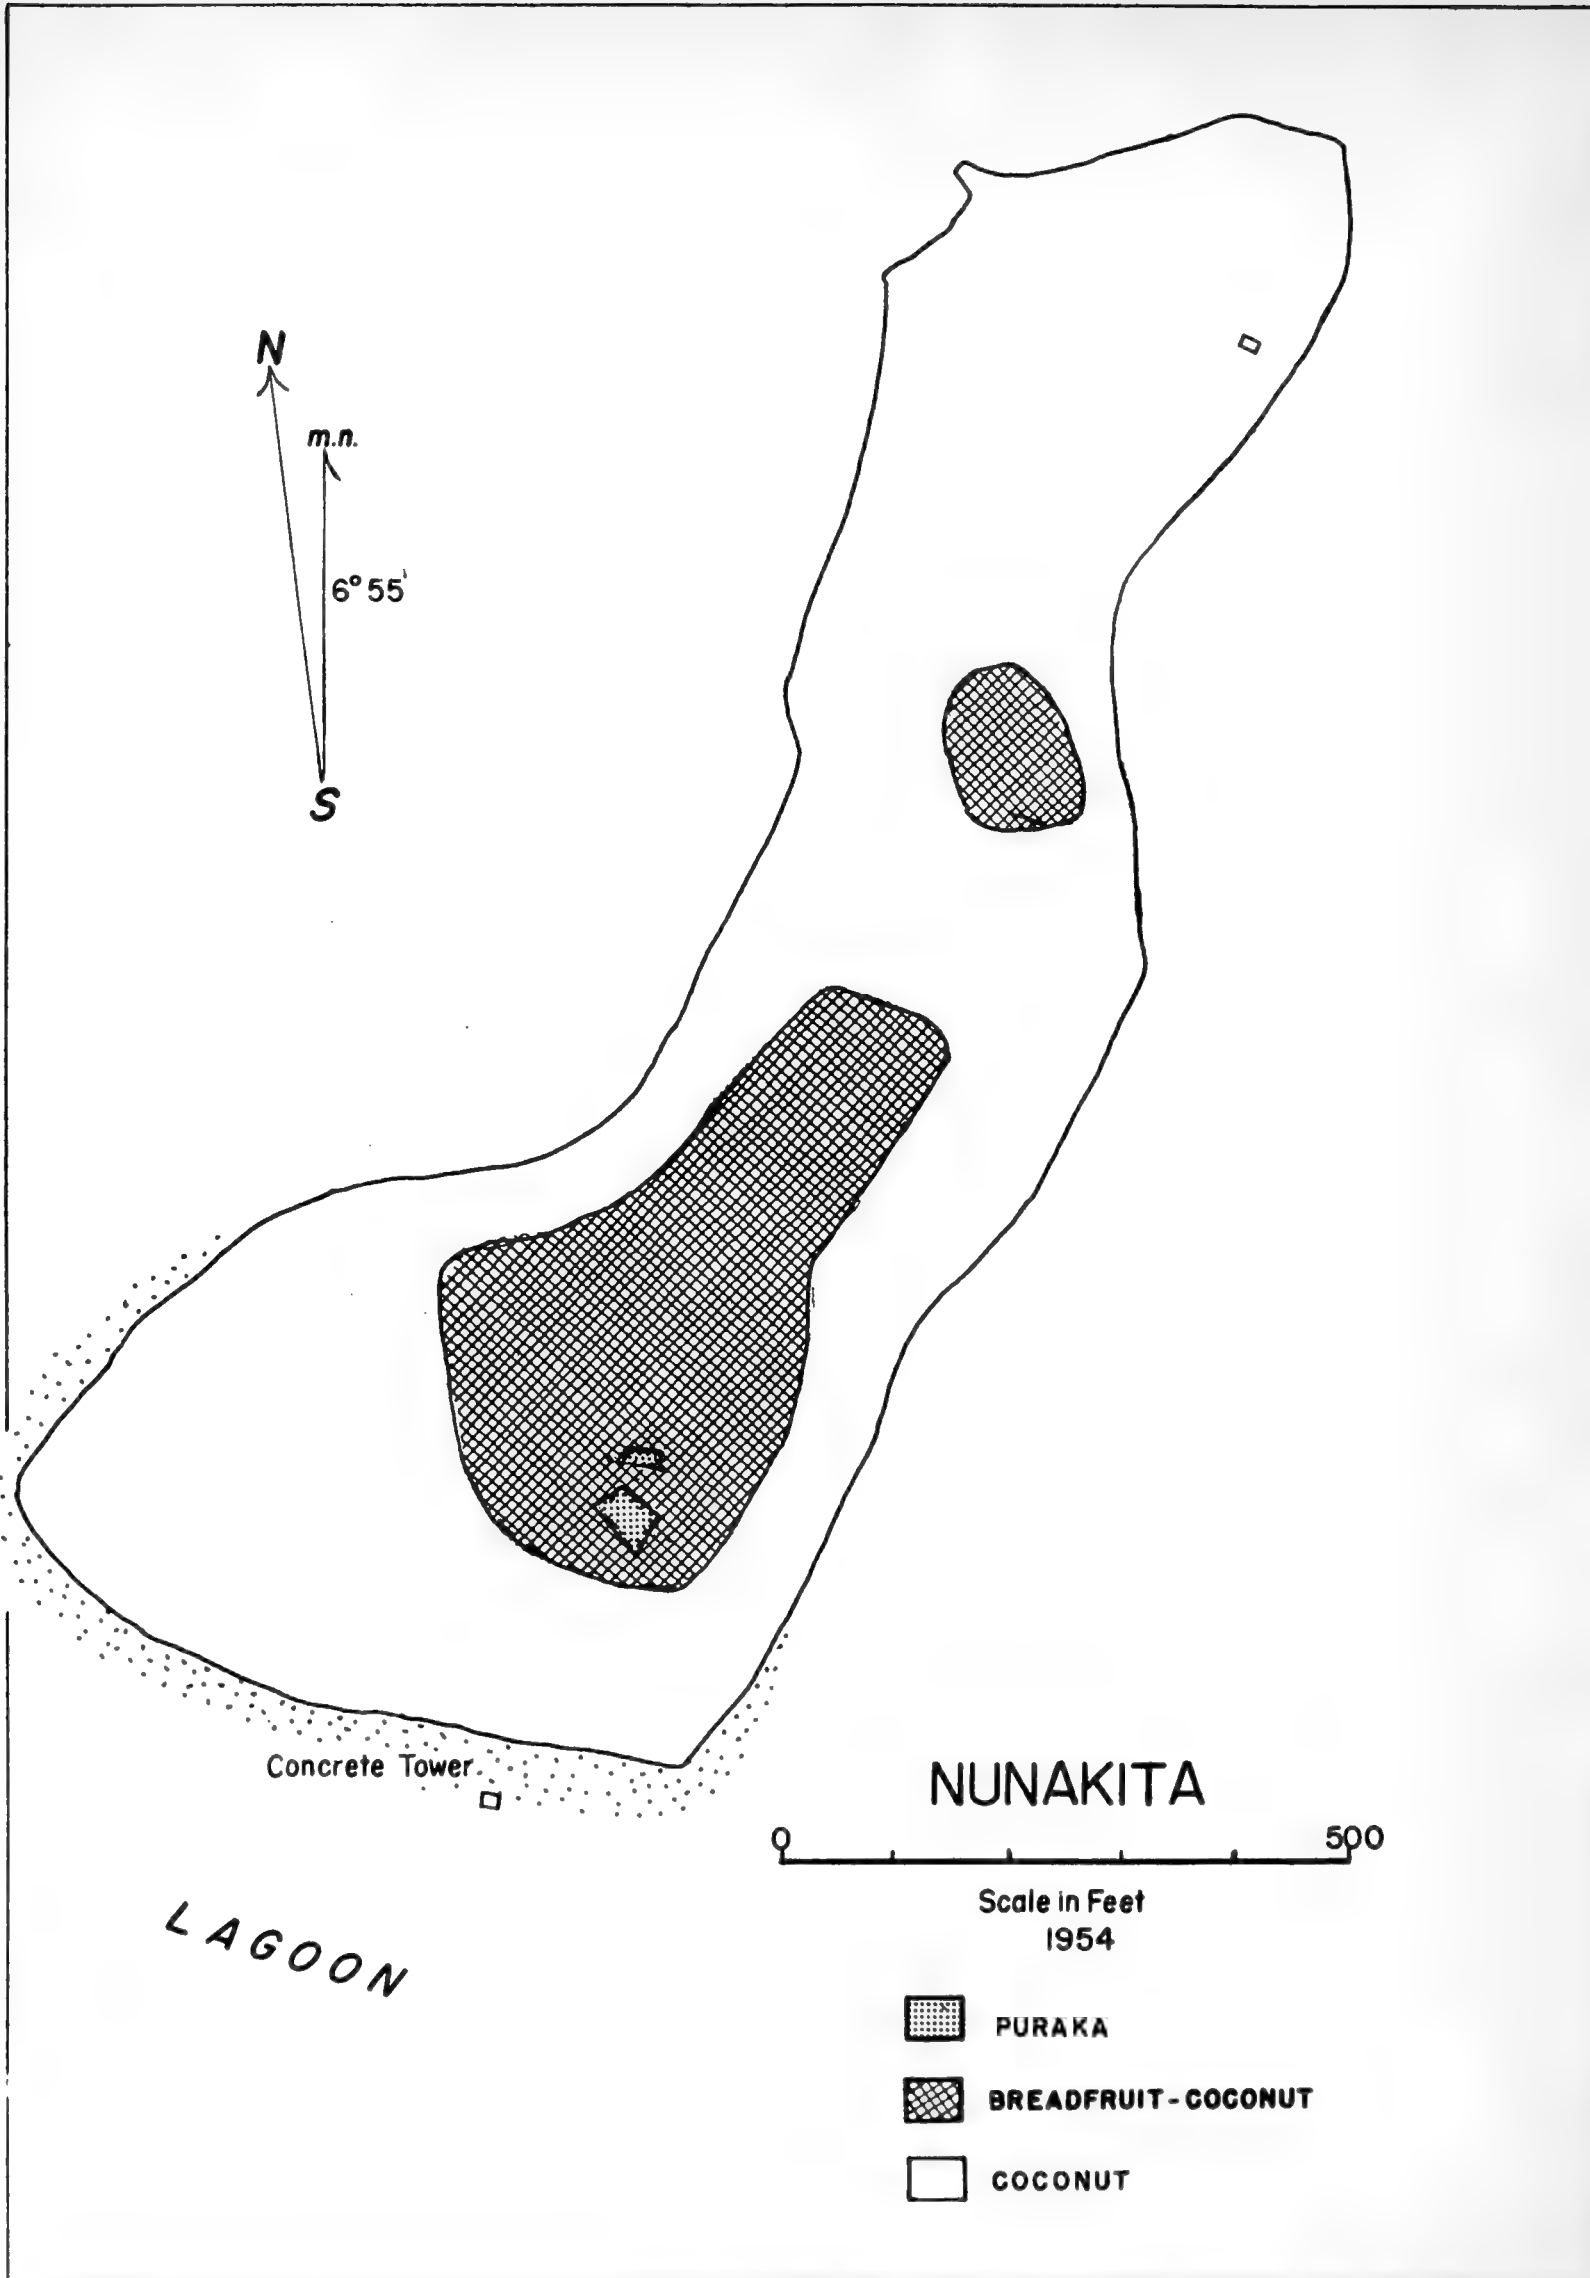 N
m.n.
6° 55'
S
Concrete Tower
NUNAKITA
0 500
Scale in Feet
1954
LAGOON
PURAKA
BREADFRUIT-COCONUT
COCONUT